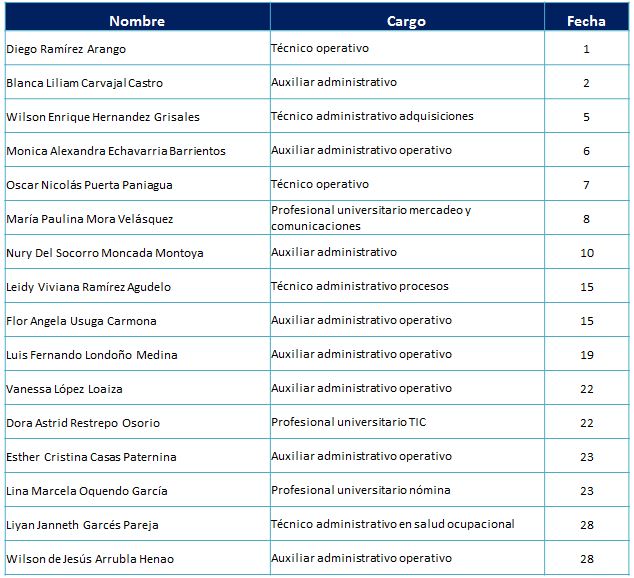 Nombre Cargo Fecha
Diego Ramírez Arango Técnico operativo 1
Blanca Liliam Carvajal Castro Auxiliar administrativo 2
Wilson Enrique Hernandez Grisales Técnico administrativo adquisiciones 5
Monica Alexandra Echavarria Barrientos Auxiliar administrativo operativo 6
Oscar Nicolás Puerta Paniagua Técnico operativo 7
María Paulina Mora Velásquez Profesional universitario mercadeo y
comunicaciones 8
Nury Del Socorro Moncada Montoya Auxiliar administrativo 10
Leidy Viviana Ramírez Agudelo Técnico administrativo procesos 15
Flor Angela Usuga Carmona Auxiliar administrativo operativo 15
Luis Fernando Londoño Medina Auxiliar administrativo operativo 19
Vanessa López Loaiza Auxiliar administrativo operativo 22
Dora Astrid Restrepo Osorio Profesional universitario TIC 22
Esther Cristina Casas Paternina Auxiliar administrativo operativo 23
Lina Marcela Oquendo García Profesional universitario nómina 23
Liyan Janneth Garcés Pareja Técnico administrativo en salud ocupacional 28
Wilson de Jesús Arrubla Henao Auxiliar administrativo operativo 28